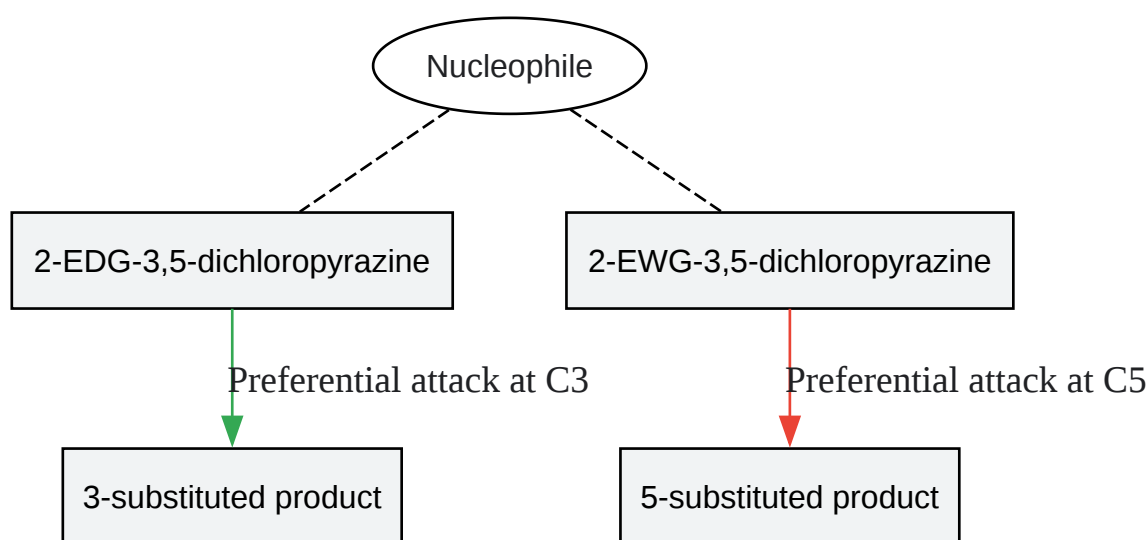 Nucleophile
2-EDG-3,5-dichloropyrazine
2-EWG-3,5-dichloropyrazine
Preferential attack at C3
Preferential attack at C5
3-substituted product
5-substituted product